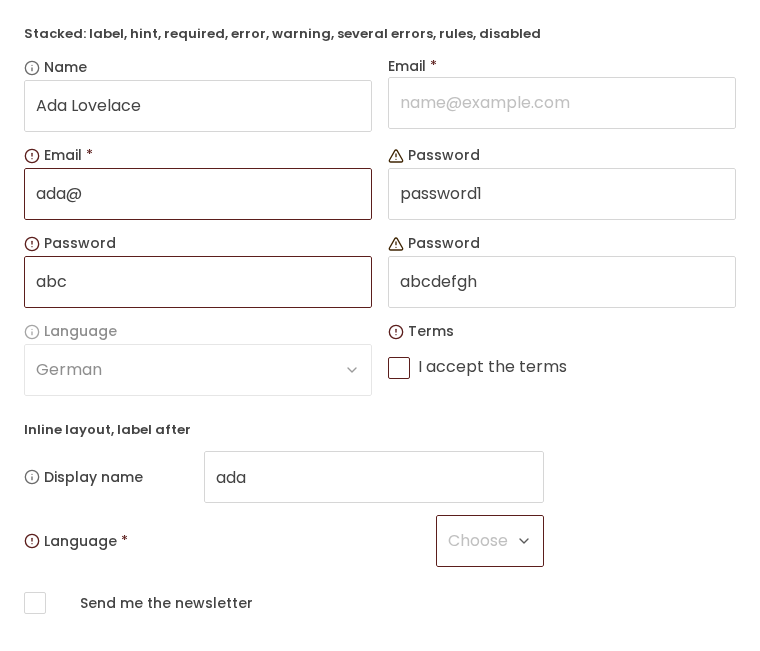 Stacked: label, hint, required, error, warning, several errors, rules, disabled
Name
Ada Lovelace
Email *
name@example.com
Email *
ada@
Password
password1
Password
abc
Password
abcdefgh
Language
German
Terms
I accept the terms
Inline layout, label after
Display name
ada
Language *
Choose
Send me the newsletter